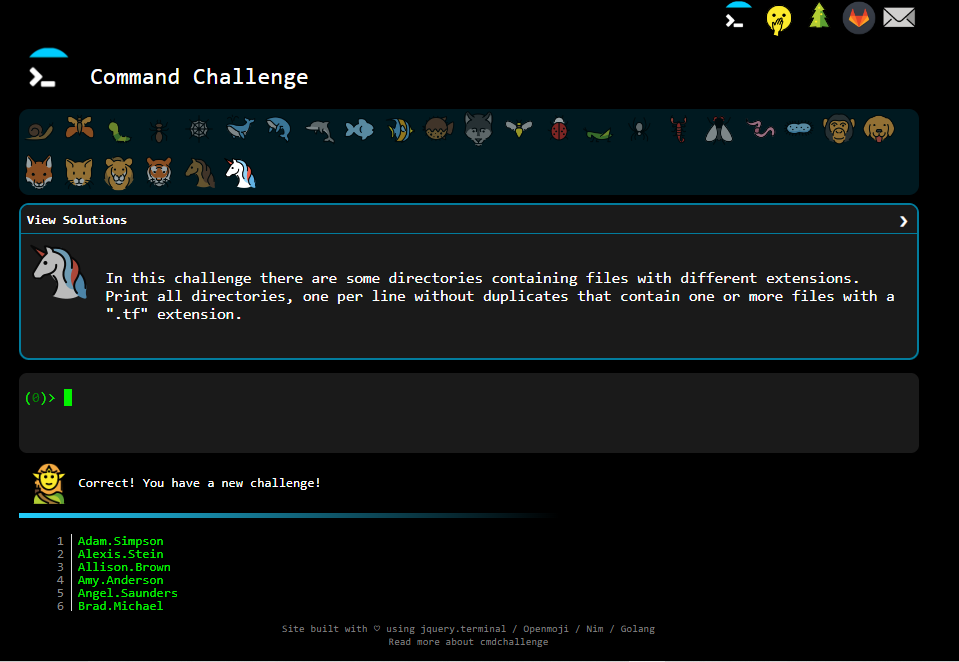 Command Challenge
View Solutions
In this challenge there are some directories containing files with different extensions.
Print all directories, one per line without duplicates that contain one or more files with a
".tf" extension.
(0)>
Correct! You have a new challenge!
1 Adam.Simpson
2 Alexis.Stein
3 Allison.Brown
4 Amy.Anderson
5 Angel.Saunders
6 Brad.Michael
Site built with ♡ using jquery.terminal / Openmoji / Nim / Golang
Read more about cmdchallenge